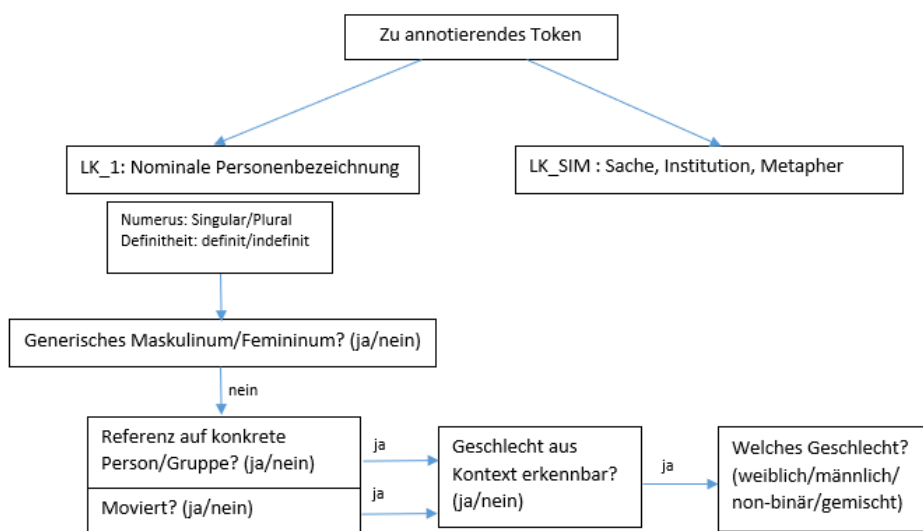 Zu annotierendes Token
LK_1: Nominale Personenbezeichnung
LK_SIM : Sache, Institution, Metapher
Numerus: Singular/Plural
Definitheit: definit/indefinit
Generisches Maskulinum/Femininum? (ja/nein)
nein
Referenz auf konkrete
Person/Gruppe? (ja/nein)
ja
Moviert? (ja/nein)
ja
Geschlecht aus
Kontext erkennbar?
(ja/nein)
ja
Welches Geschlecht?
(weiblich/männlich/
non-binär/gemischt)